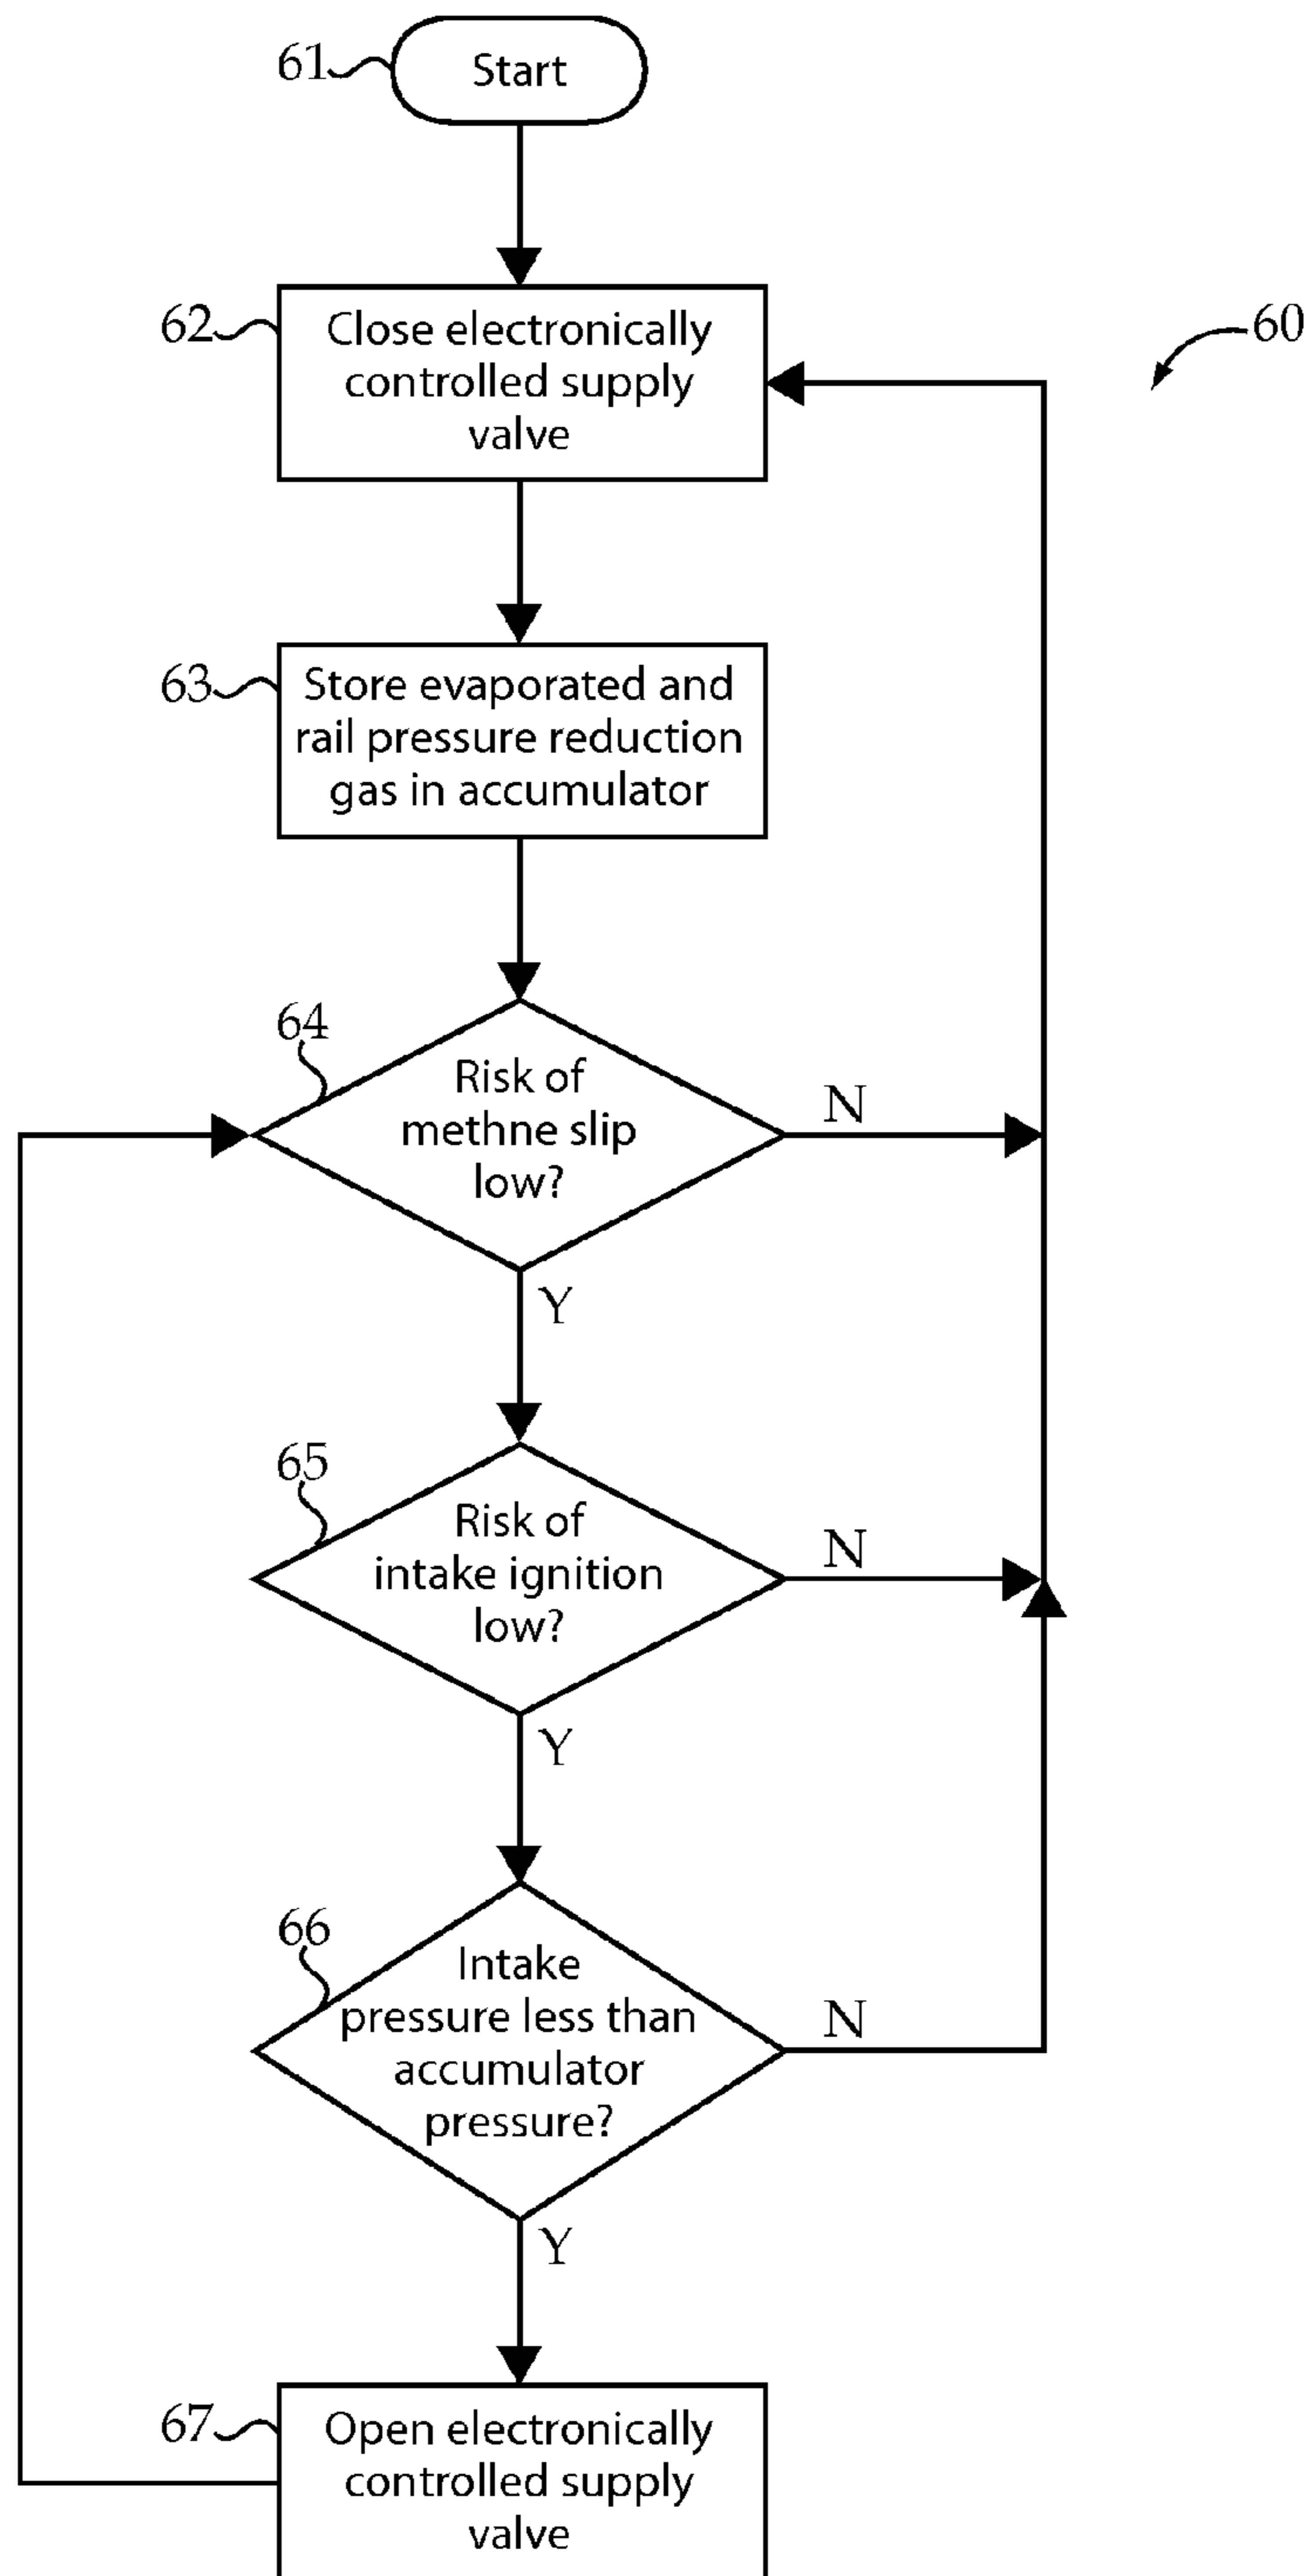 61
Start
62
Close electronically
controlled supply
valve
60
63
Store evaporated and
rail pressure reduction
gas in accumulator
64
Risk of
methne slip
low?
N
Y
65
Risk of
intake ignition
low?
N
Y
66
Intake
pressure less than
accumulator
pressure?
N
Y
67
Open electronically
controlled supply
valve